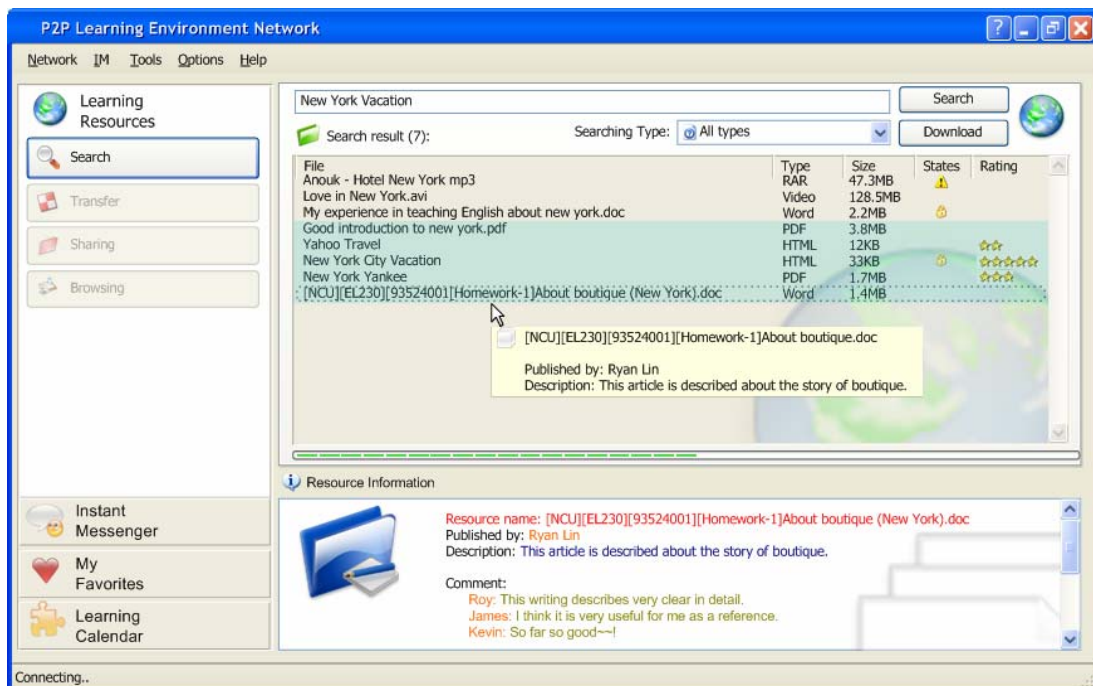 P2P Learning Environment Network
Network IM Tools Options Help
Learning
Resources
Search
Transfer
Sharing
Browsing
Instant
Messenger
My
Favorites
Learning
Calendar
New York Vacation
Search
Search result (7):
Searching Type: All types
Download
File Type Size States Rating
Anouk - Hotel New York mp3 RAR 47.3MB
Love in New York.avi Video 128.5MB
My experience in teaching English about new york.doc Word 2.2MB
Good introduction to new york.pdf PDF 3.8MB
Yahoo Travel HTML 12KB
New York City Vacation HTML 33KB
New York Yankee PDF 1.7MB
[NCU][EL230][93524001][Homework-1]About boutique (New York).doc Word 1.4MB
[NCU][EL230][93524001][Homework-1]About boutique.doc
Published by: Ryan Lin
Description: This article is described about the story of boutique.
Resource Information
Resource name: [NCU][EL230][93524001][Homework-1]About boutique (New York).doc
Published by: Ryan Lin
Description: This article is described about the story of boutique.
Comment:
Roy: This writing describes very clear in detail.
James: I think it is very useful for me as a reference.
Kevin: So far so good~~!
Connecting..